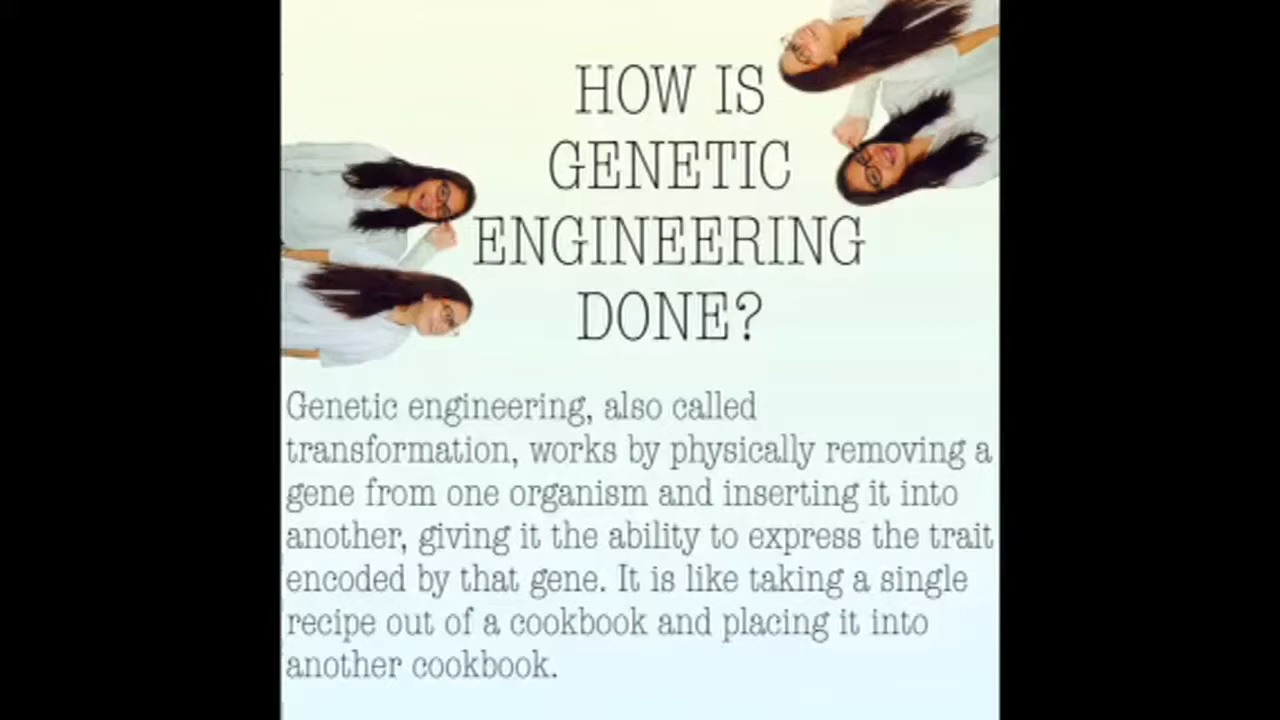 HOW IS
GENETIC
ENGINEERING
DONE?
Genetic engineering, also called
transformation, works by physically removing a
gene from one organism and inserting it into
another, giving it the ability to express the trait
encoded by that gene. It is like taking a single
recipe out of a cookbook and placing it into
another cookbook.